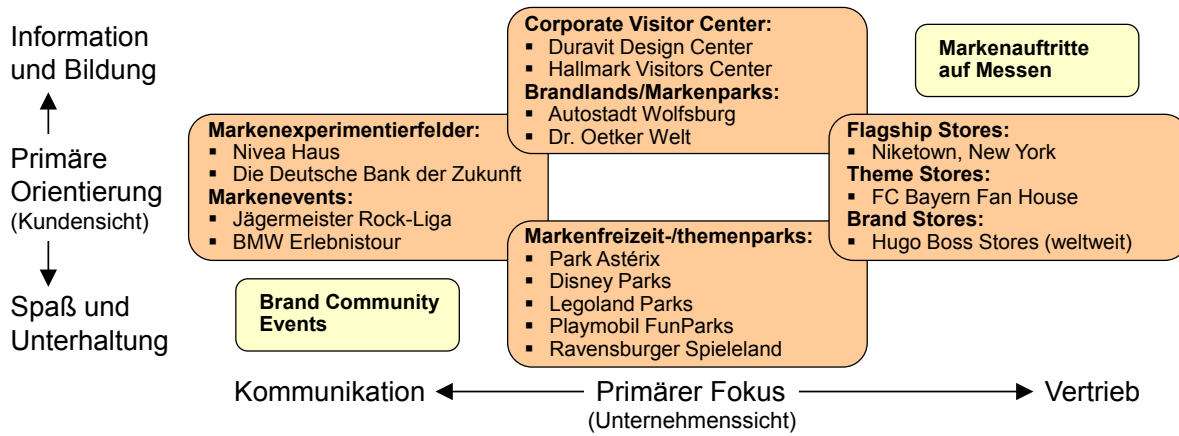 Information
und Bildung
Primäre
Orientierung
(Kundensicht)
Spaß und
Unterhaltung
Corporate Visitor Center:
▪ Duravit Design Center
▪ Hallmark Visitors Center
Brandlands/Markenparks:
▪ Autostadt Wolfsburg
▪ Dr. Oetker Welt
Markenauftritte
auf Messen
Markenexperimentierfelder:
▪ Nivea Haus
▪ Die Deutsche Bank der Zukunft
Markenevents:
▪ Jägermeister Rock-Liga
▪ BMW Erlebnistour
Flagship Stores:
▪ Niketown, New York
Theme Stores:
▪ FC Bayern Fan House
Brand Stores:
▪ Hugo Boss Stores (weltweit)
Markenfreizeit-/themenparks:
▪ Park Astérix
▪ Disney Parks
▪ Legoland Parks
▪ Playmobil FunParks
▪ Ravensburger Spieleland
Brand Community
Events
Kommunikation
Primärer Fokus
(Unternehmenssicht)
Vertrieb